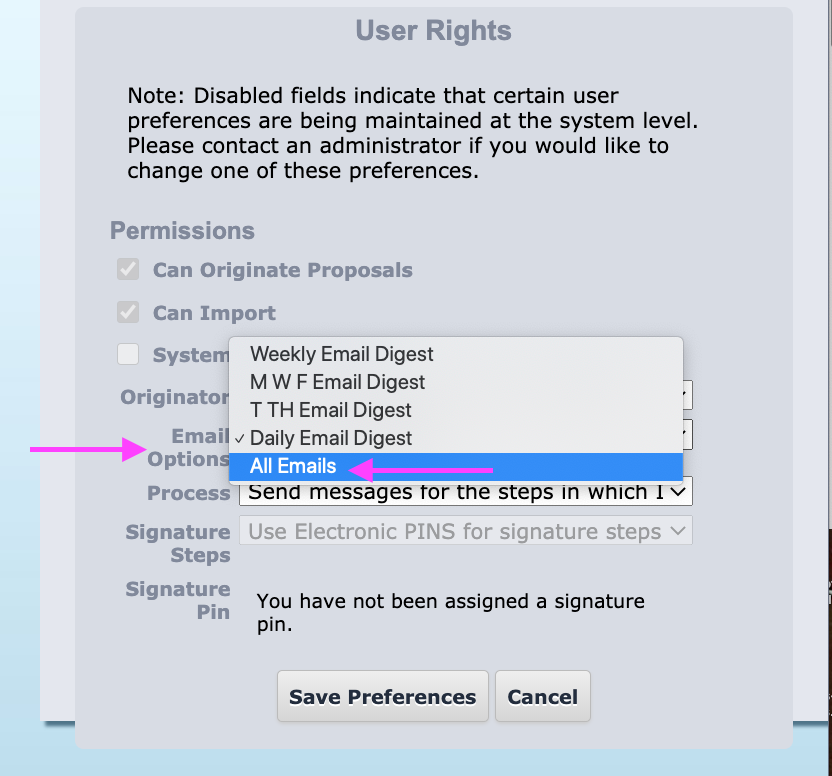 User Rights
Note: Disabled fields indicate that certain user
preferences are being maintained at the system level.
Please contact an administrator if you would like to
change one of these preferences.
Permissions
Can Originate Proposals
Can Import
System
Originator
Weekly Email Digest
M W F Email Digest
T TH Email Digest
Daily Email Digest
All Emails
Email
Options
Process
Send messages for the steps in which I
Signature
Steps
Use Electronic PINS for signature steps
Signature
Pin
You have not been assigned a signature
pin.
Save Preferences
Cancel